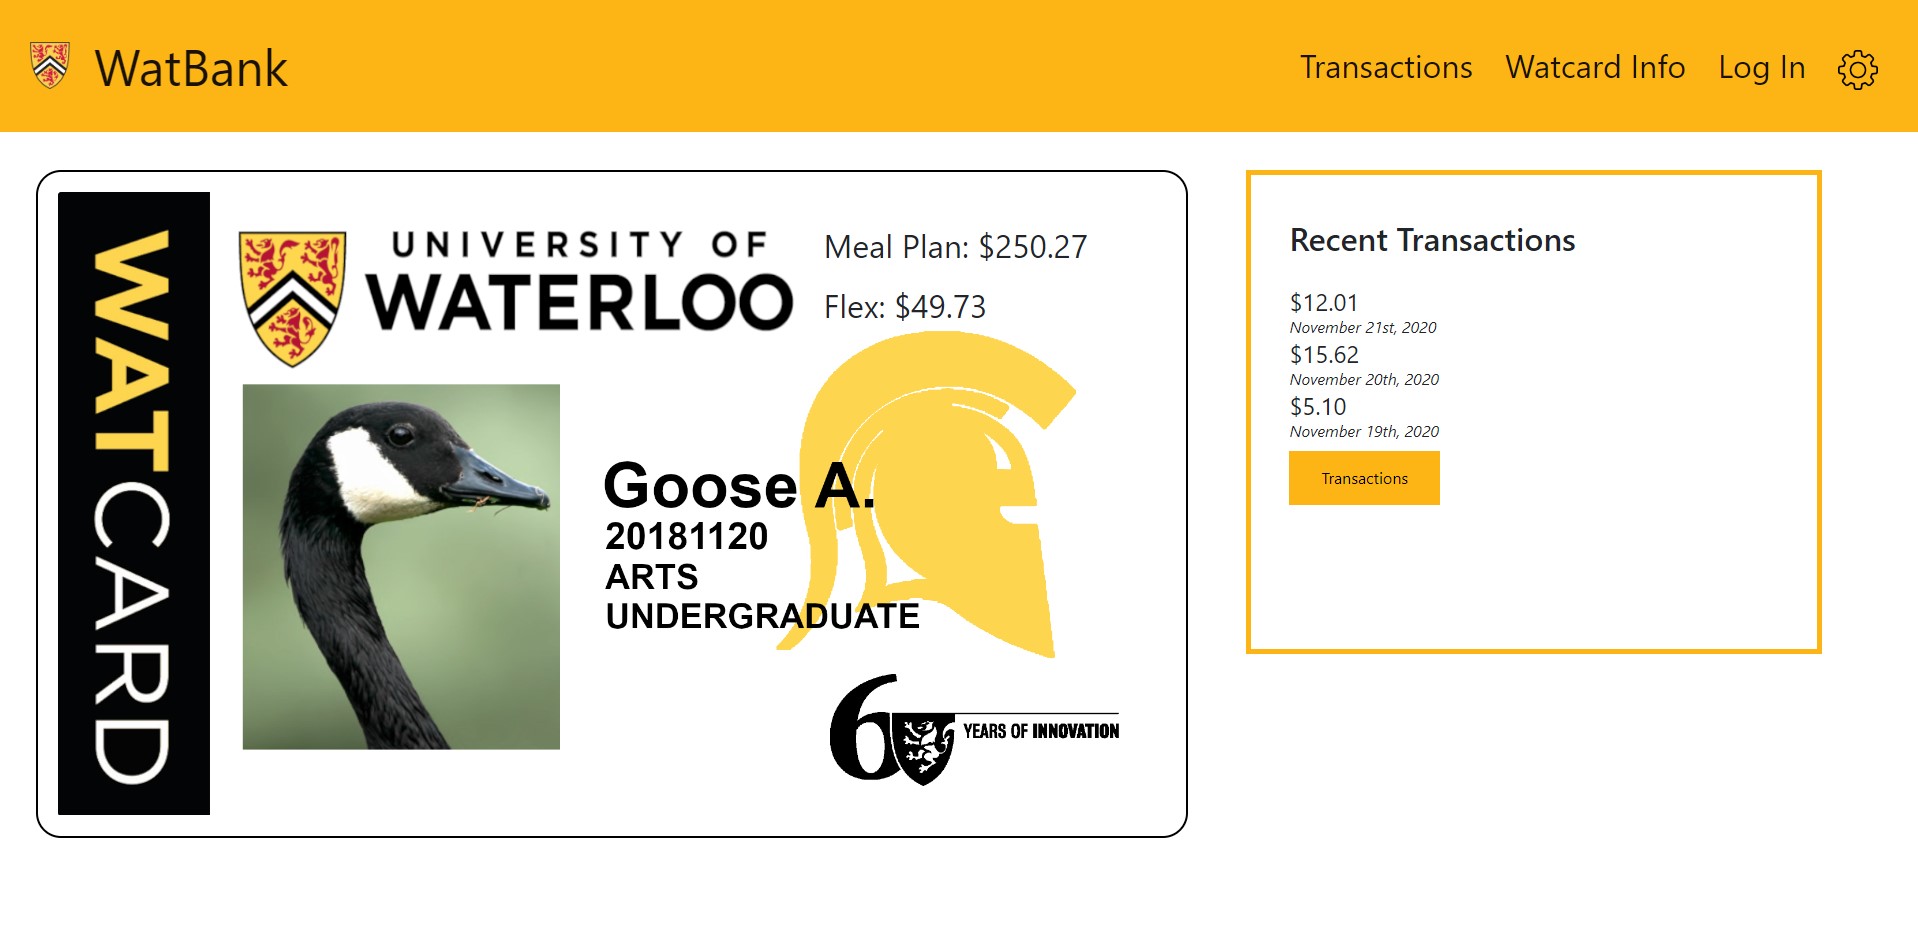 WatBank
Transactions
Watcard Info
Log In
WATCARD
UNIVERSITY OF
WATERLOO
Meal Plan: $250.27
Flex: $49.73
Goose A.
20181120
ARTS
UNDERGRADUATE
60 YEARS OF INNOVATION
Recent Transactions
$12.01
November 21st, 2020
$15.62
November 20th, 2020
$5.10
November 19th, 2020
Transactions